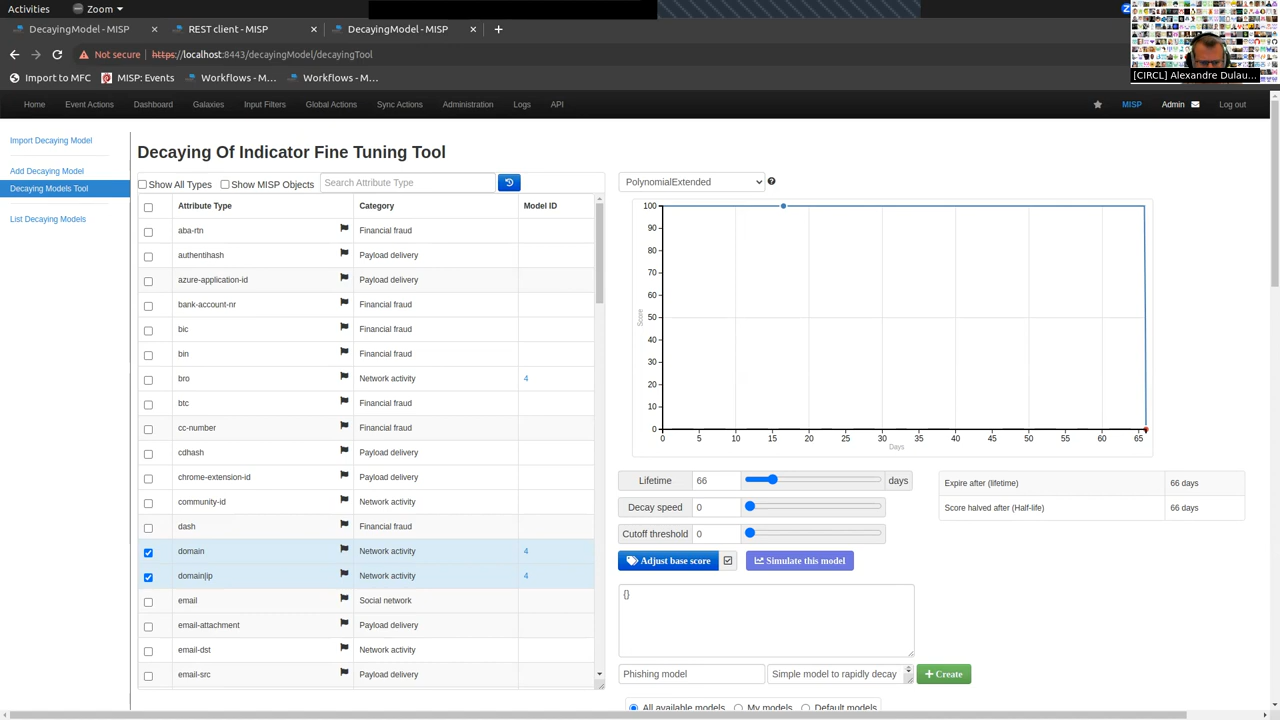 Activities Zoom
DecayingModel - MISP × REST client - MISP × DecayingModel -
Not secure https://localhost:8443/decayingModel/decayingTool
Import to MFC MISP: Events Workflows - M... Workflows - M...
[CIRCL] Alexandre Dulau...
Home Event Actions Dashboard Galaxies Input Filters Global Actions Sync Actions Administration Logs API MISP Admin Log out
Import Decaying Model
Add Decaying Model
Decaying Models Tool
List Decaying Models
Decaying Of Indicator Fine Tuning Tool
Show All Types Show MISP Objects Search Attribute Type
Attribute Type Category Model ID
aba-rtn Financial fraud
authentihash Payload delivery
azure-application-id Payload delivery
bank-account-nr Financial fraud
bic Financial fraud
bin Financial fraud
bro Network activity 4
btc Financial fraud
cc-number Financial fraud
cdhash Payload delivery
chrome-extension-id Payload delivery
community-id Network activity
dash Financial fraud
domain Network activity 4
domain|ip Network activity 4
email Social network
email-attachment Payload delivery
email-dst Network activity
email-src Payload delivery
PolynomialExtended
100
90
80
70
60
50
40
30
20
10
0
Score
0 5 10 15 20 25 30 35 40 45 50 55 60 65
Days
Lifetime 66 days
Decay speed 0
Cutoff threshold 0
Expire after (lifetime) 66 days
Score halved after (Half-life) 66 days
Adjust base score Simulate this model
{}
Phishing model Simple model to rapidly decay + Create
All available models My models Default models